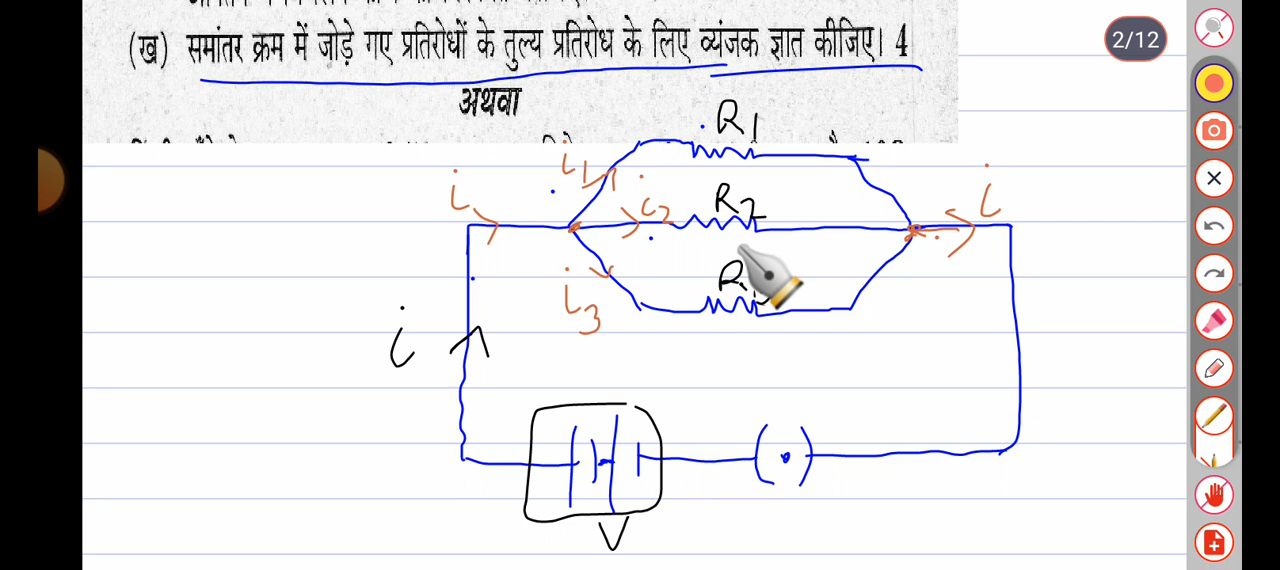 (ख) समांतर क्रम में जोड़े गए प्रतिरोधों के तुल्य प्रतिरोध के लिए व्यंजक ज्ञात कीजिए। 4
2/12
अथवा
R1
i1
i
i2
R2
i
i3
i
V